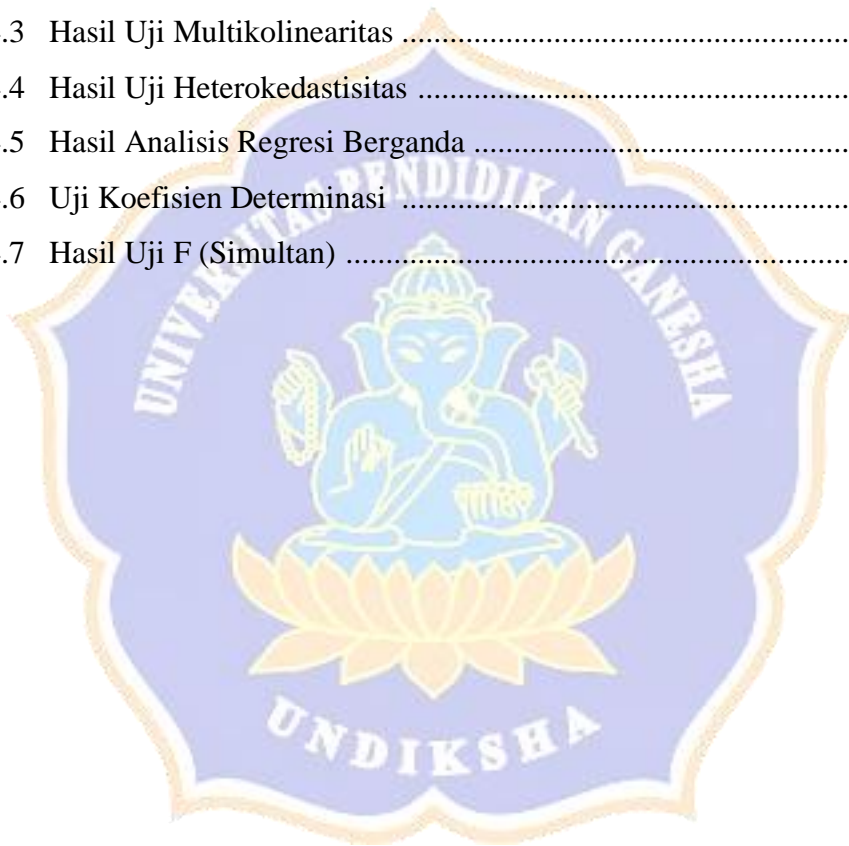 .3 Hasil Uji Multikolinearitas ......................................................
.4 Hasil Uji Heterokedastisitas ....................................................
.5 Hasil Analisis Regresi Berganda .............................................
.6 Uji Koefisien Determinasi ......................................................
.7 Hasil Uji F (Simultan) .............................................................
UNIVERSITAS PENDIDIKAN GANESHA
UNDIKSHA